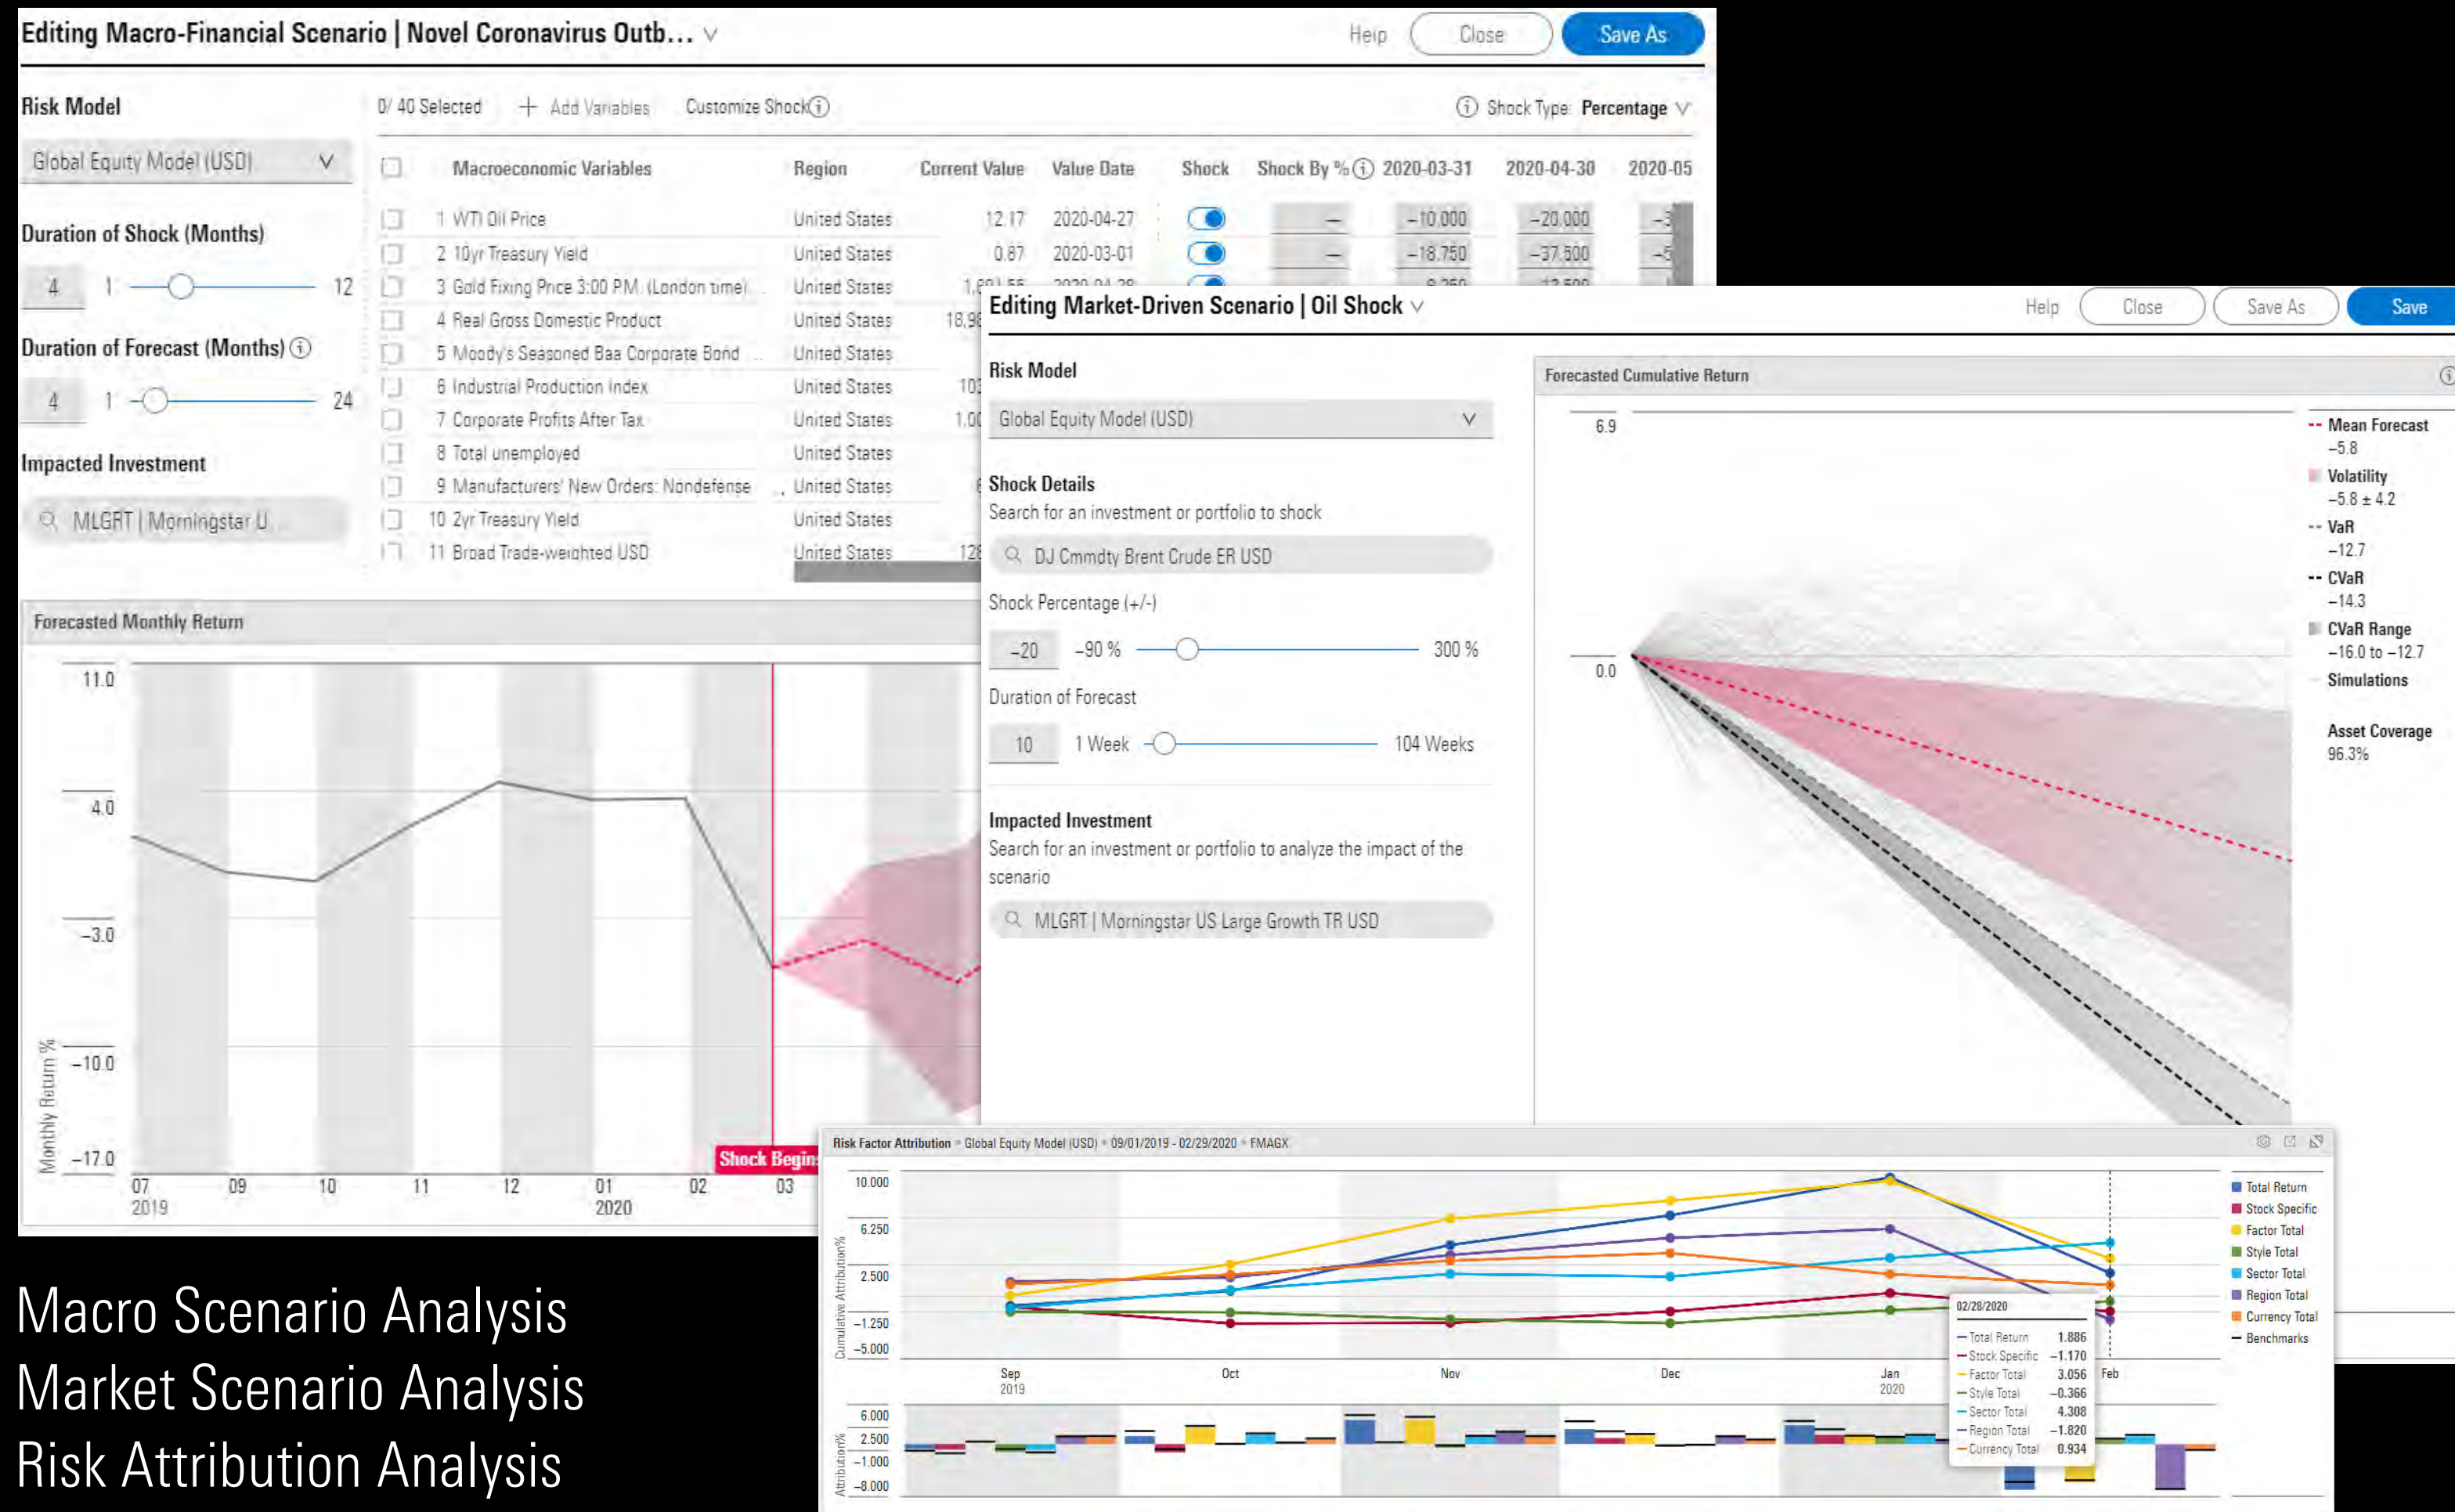 Editing Macro-Financial Scenario | Novel Coronavirus Outb...
Help Close Save As
Risk Model
Global Equity Model (USD)
Duration of Shock (Months)
4 1 12
Duration of Forecast (Months)
4 1 24
Impacted Investment
MLGRT | Morningstar U
0/ 40 Selected + Add Variables Customize Shock
Shock Type: Percentage
Macroeconomic Variables Region Current Value Value Date Shock Shock By % 2020-03-31 2020-04-30 2020-05
1 WTI Oil Price United States 12.17 2020-04-27 — −10.000 −20.000 −3
2 10yr Treasury Yield United States 0.87 2020-03-01 — −18.750 −37.500 −5
3 Gold Fixing Price 3:00 P.M. (London time) ... United States
4 Real Gross Domestic Product United States 18,98
5 Moody's Seasoned Baa Corporate Bond ... United States
6 Industrial Production Index United States 103
7 Corporate Profits After Tax United States 1,00
8 Total unemployed United States
9 Manufacturers' New Orders: Nondefense United States
10 2yr Treasury Yield United States
11 Broad Trade-weighted USD United States 128
Forecasted Monthly Return
Monthly Return %
11.0
4.0
−3.0
−10.0
−17.0
Shock Begin
07 09 10 11 12 01 02 03
2019 2020
Editing Market-Driven Scenario | Oil Shock
Help Close Save As Save
Risk Model
Global Equity Model (USD)
Shock Details
Search for an investment or portfolio to shock
DJ Cmmdty Brent Crude ER USD
Shock Percentage (+/-)
−20 −90 % 300 %
Duration of Forecast
10 1 Week 104 Weeks
Impacted Investment
Search for an investment or portfolio to analyze the impact of the
scenario
MLGRT | Morningstar US Large Growth TR USD
Forecasted Cumulative Return
6.9
0.0
Mean Forecast
−5.8
Volatility
−5.8 ± 4.2
VaR
−12.7
CVaR
−14.3
CVaR Range
−16.0 to −12.7
Simulations
Asset Coverage
96.3%
Risk Factor Attribution Global Equity Model (USD) 09/01/2019 - 02/29/2020 FMAGX
Cumulative Attribution%
10.000
6.250
2.500
−1.250
−5.000
Sep Oct Nov Dec Jan Feb
2019 2020
Total Return
Stock Specific
Factor Total
Style Total
Sector Total
Region Total
Currency Total
Benchmarks
02/28/2020
Total Return 1.886
Stock Specific −1.170
Factor Total 3.056
Style Total −0.366
Sector Total 4.308
Region Total −1.820
Currency Total 0.934
Attribution%
6.000
2.500
−1.000
−8.000
Macro Scenario Analysis
Market Scenario Analysis
Risk Attribution Analysis